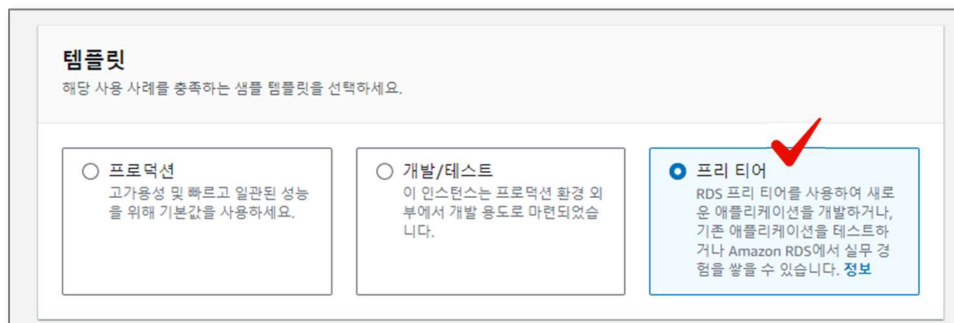 템플릿
해당 사용 사례를 충족하는 샘플 템플릿을 선택하세요.
프로덕션
고가용성 및 빠르고 일관된 성능
을 위해 기본값을 사용하세요.
개발/테스트
이 인스턴스는 프로덕션 환경 외
부에서 개발 용도로 마련되었습
니다.
프리 티어
RDS 프리 티어를 사용하여 새로
운 애플리케이션을 개발하거나,
기존 애플리케이션을 테스트하
거나 Amazon RDS에서 실무 경
험을 쌓을 수 있습니다. 정보